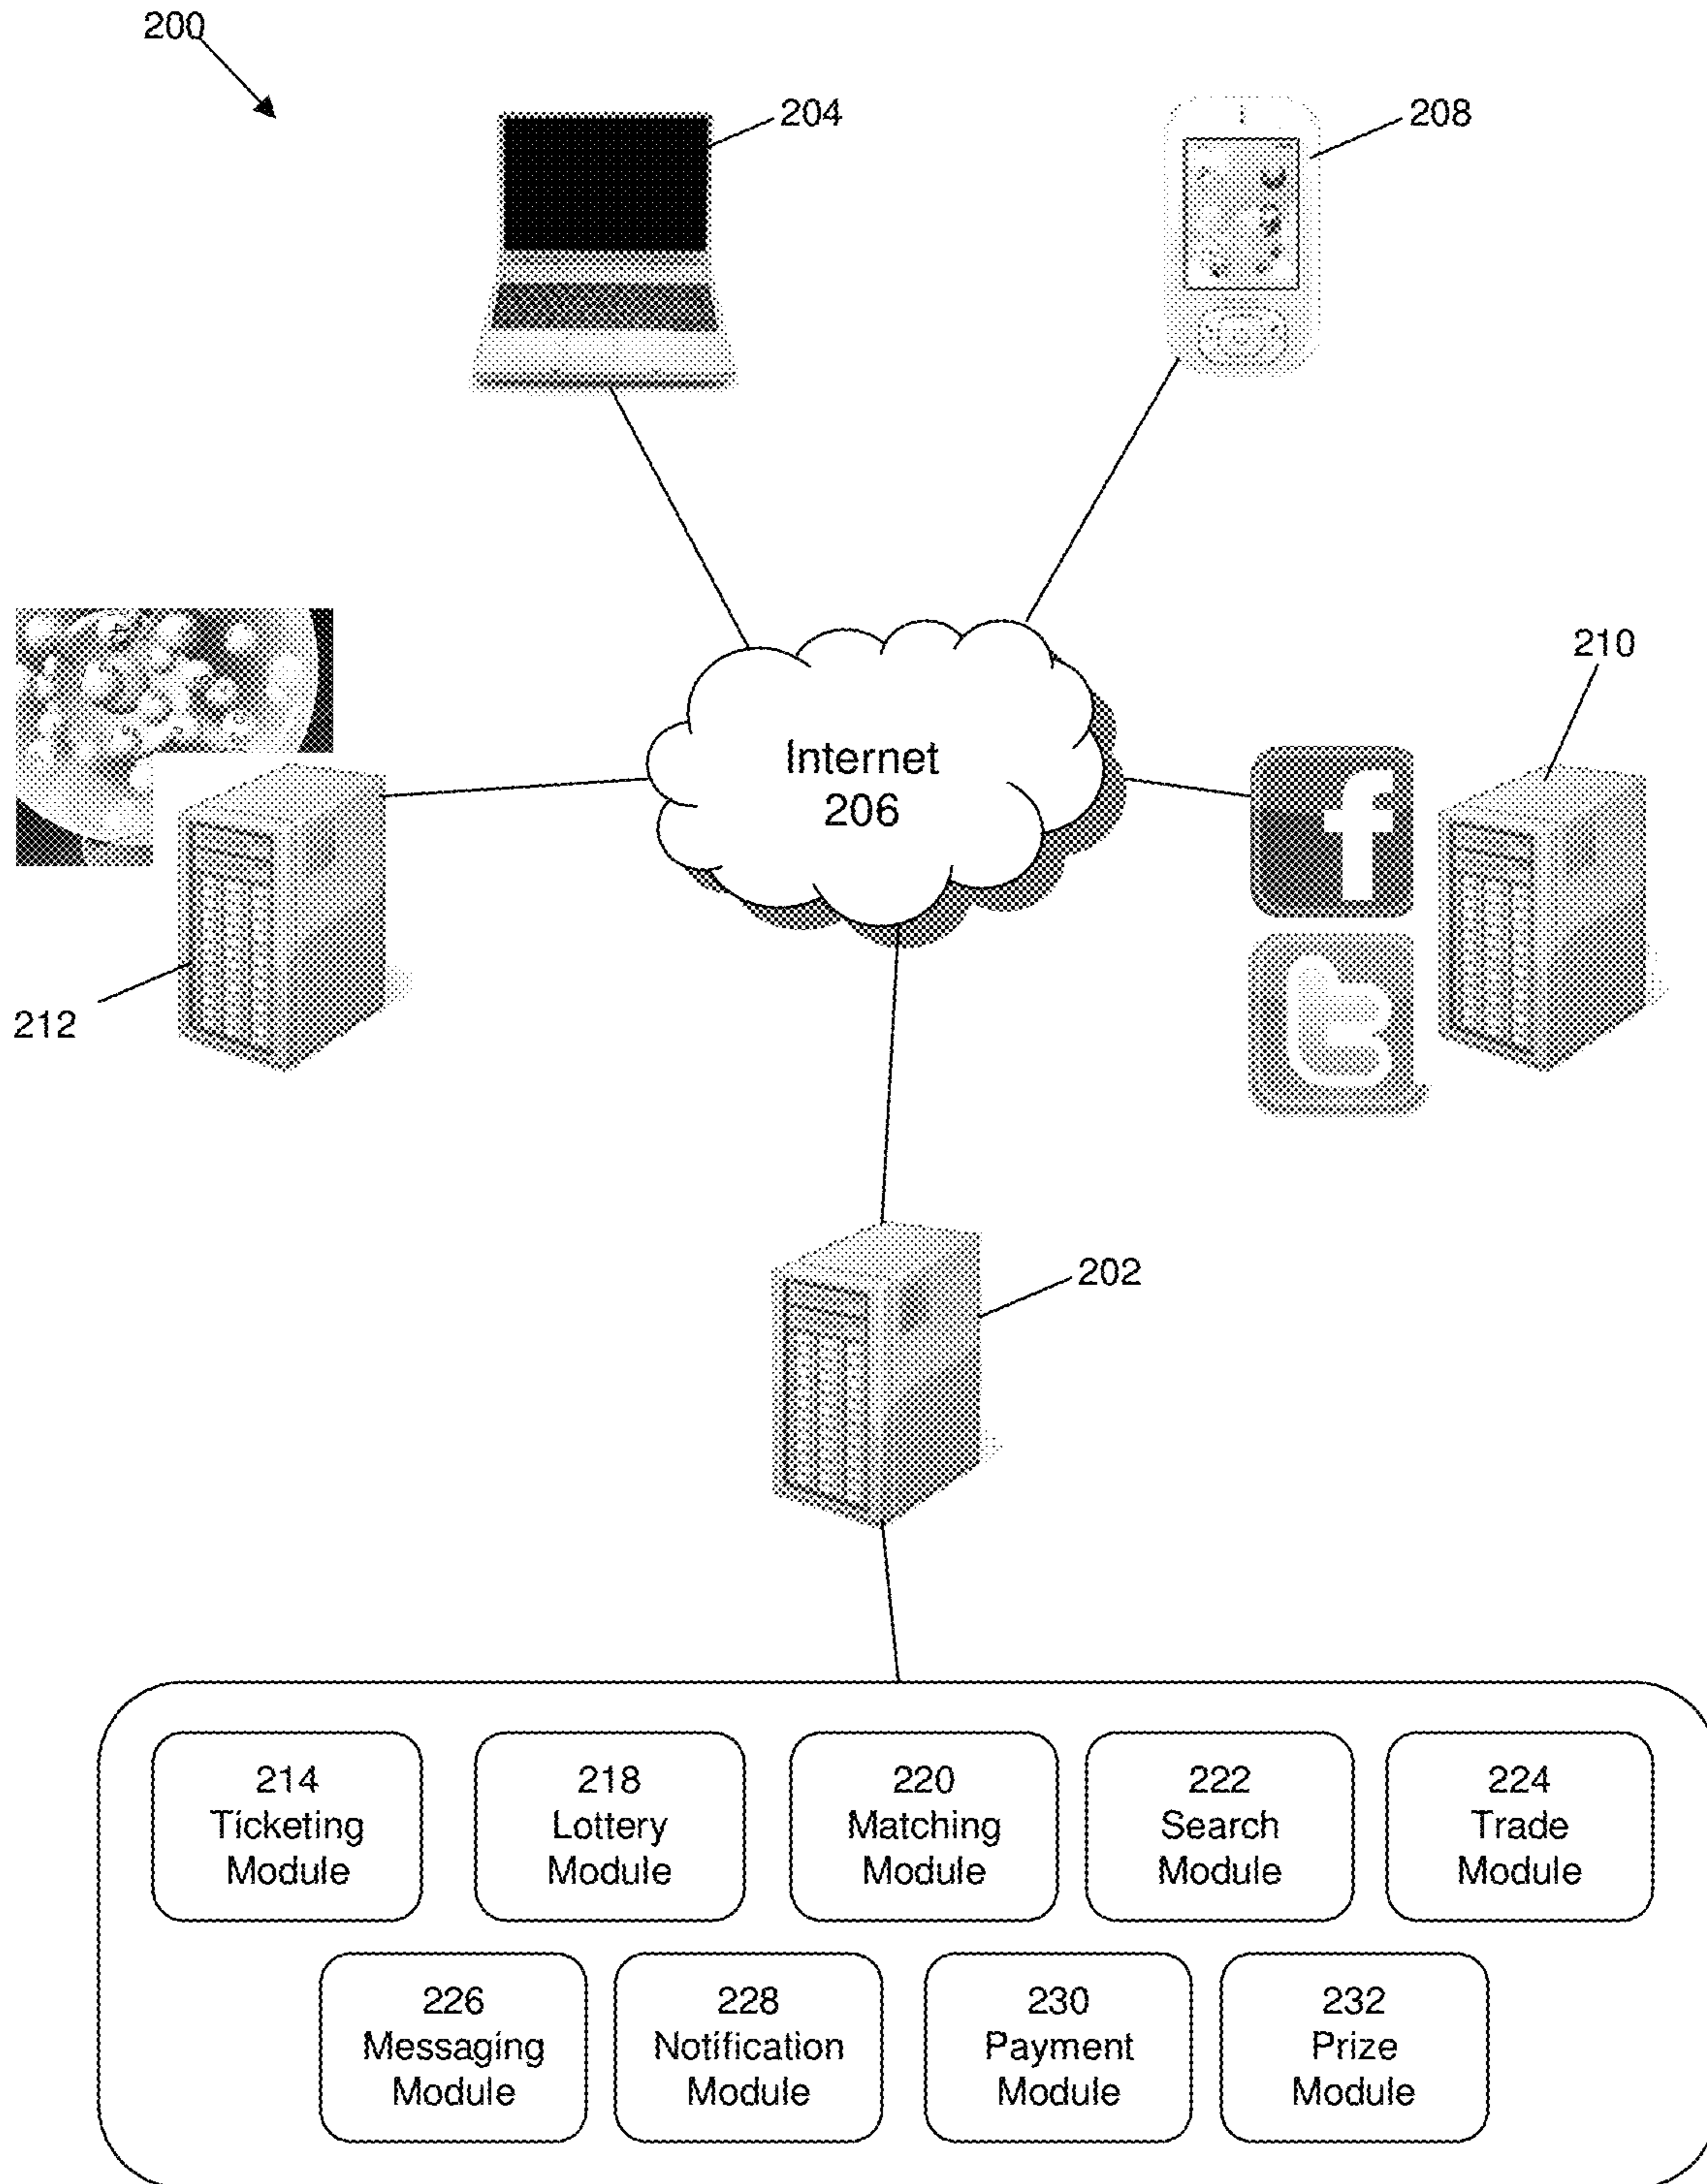 200
204
208
Internet
206
210
212
202
214
Ticketing
Module
218
Lottery
Module
220
Matching
Module
222
Search
Module
224
Trade
Module
226
Messaging
Module
228
Notification
Module
230
Payment
Module
232
Prize
Module